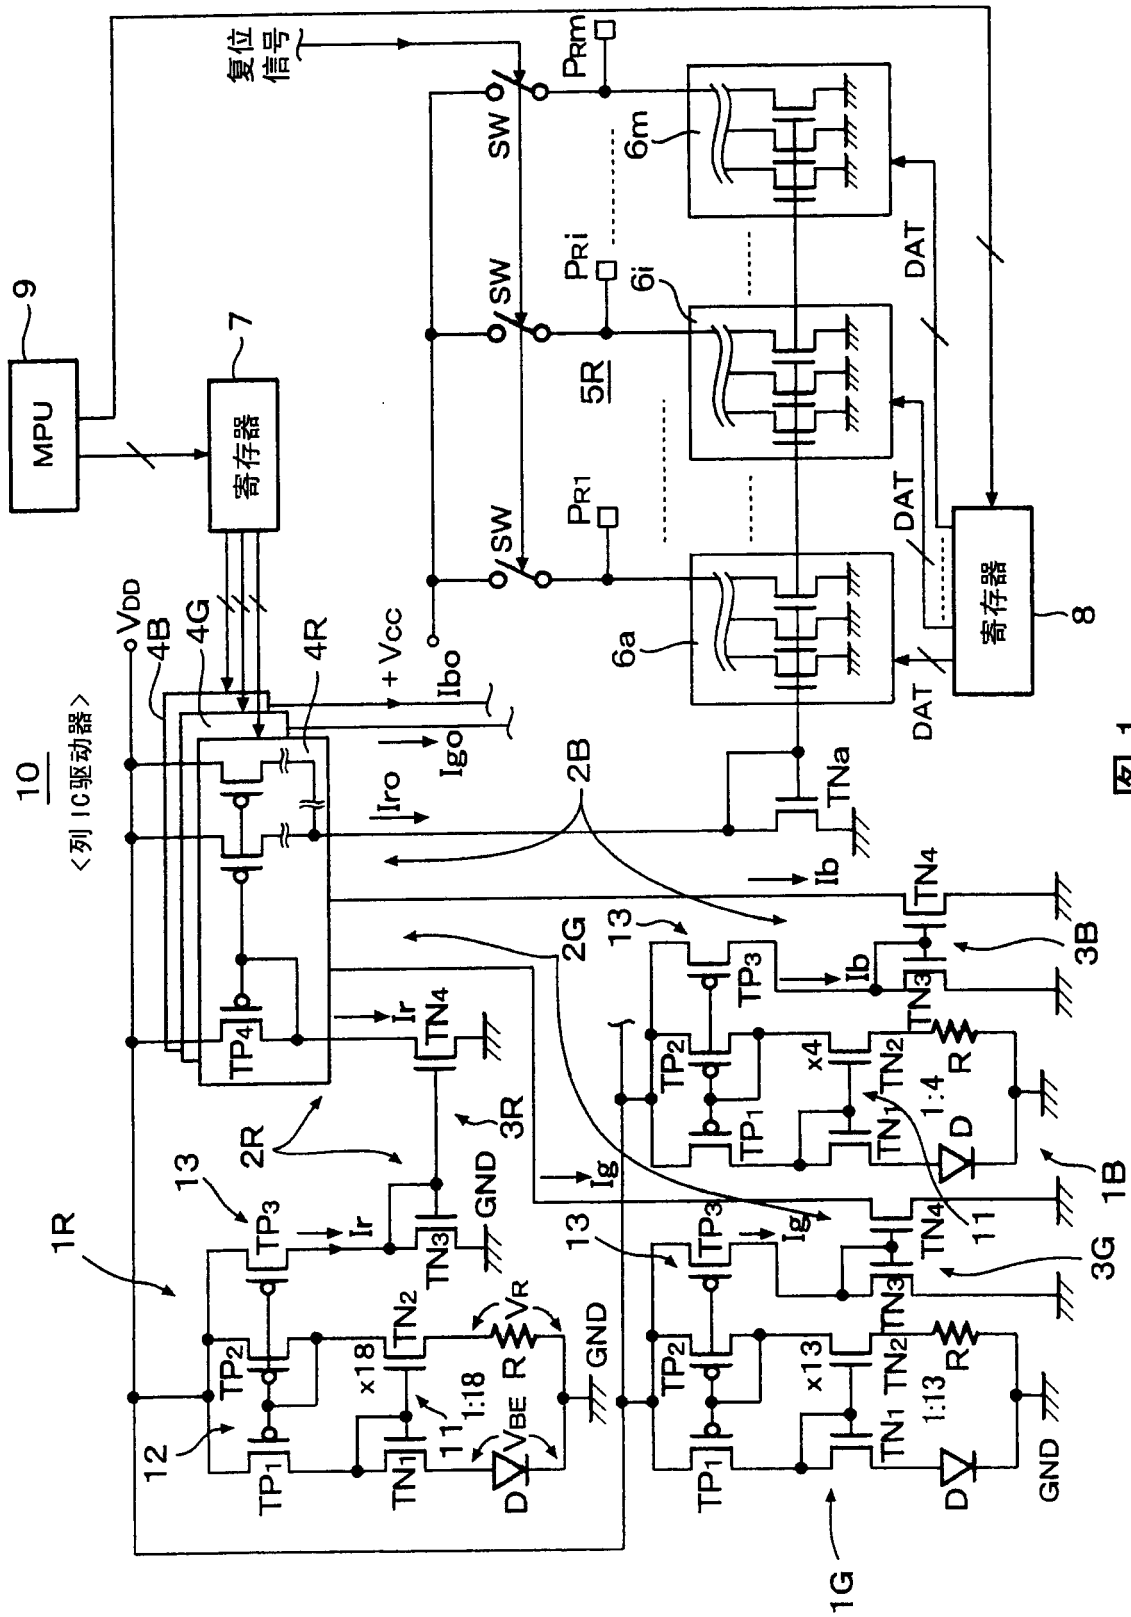 10
<列 IC 驱动器>
MPU
9
寄存器
7
复位
信号
VDD
4B
4G
4R
+Vcc
Ibo
Igo
Iro
SW
SW
SW
PR1
PRi
PRm
5R
6a
6i
6m
DAT
DAT
DAT
寄存器
8
TNa
1R
12
13
TP1
TP2
TP3
TP4
Ir
Ir
2R
2G
2B
3R
TN3
TN4
GND
x18
TN1
TN2
11
1:18
VBE
VR
D
R
GND
Ig
13
TP1
TP2
TP3
Ig
x13
TN1
TN2
1:13
TN3
TN4
3G
D
R
GND
1G
13
TP1
TP2
TP3
Ib
Ib
x4
TN1
TN2
1:4
TN3
TN4
3B
11
D
R
1B
图 1